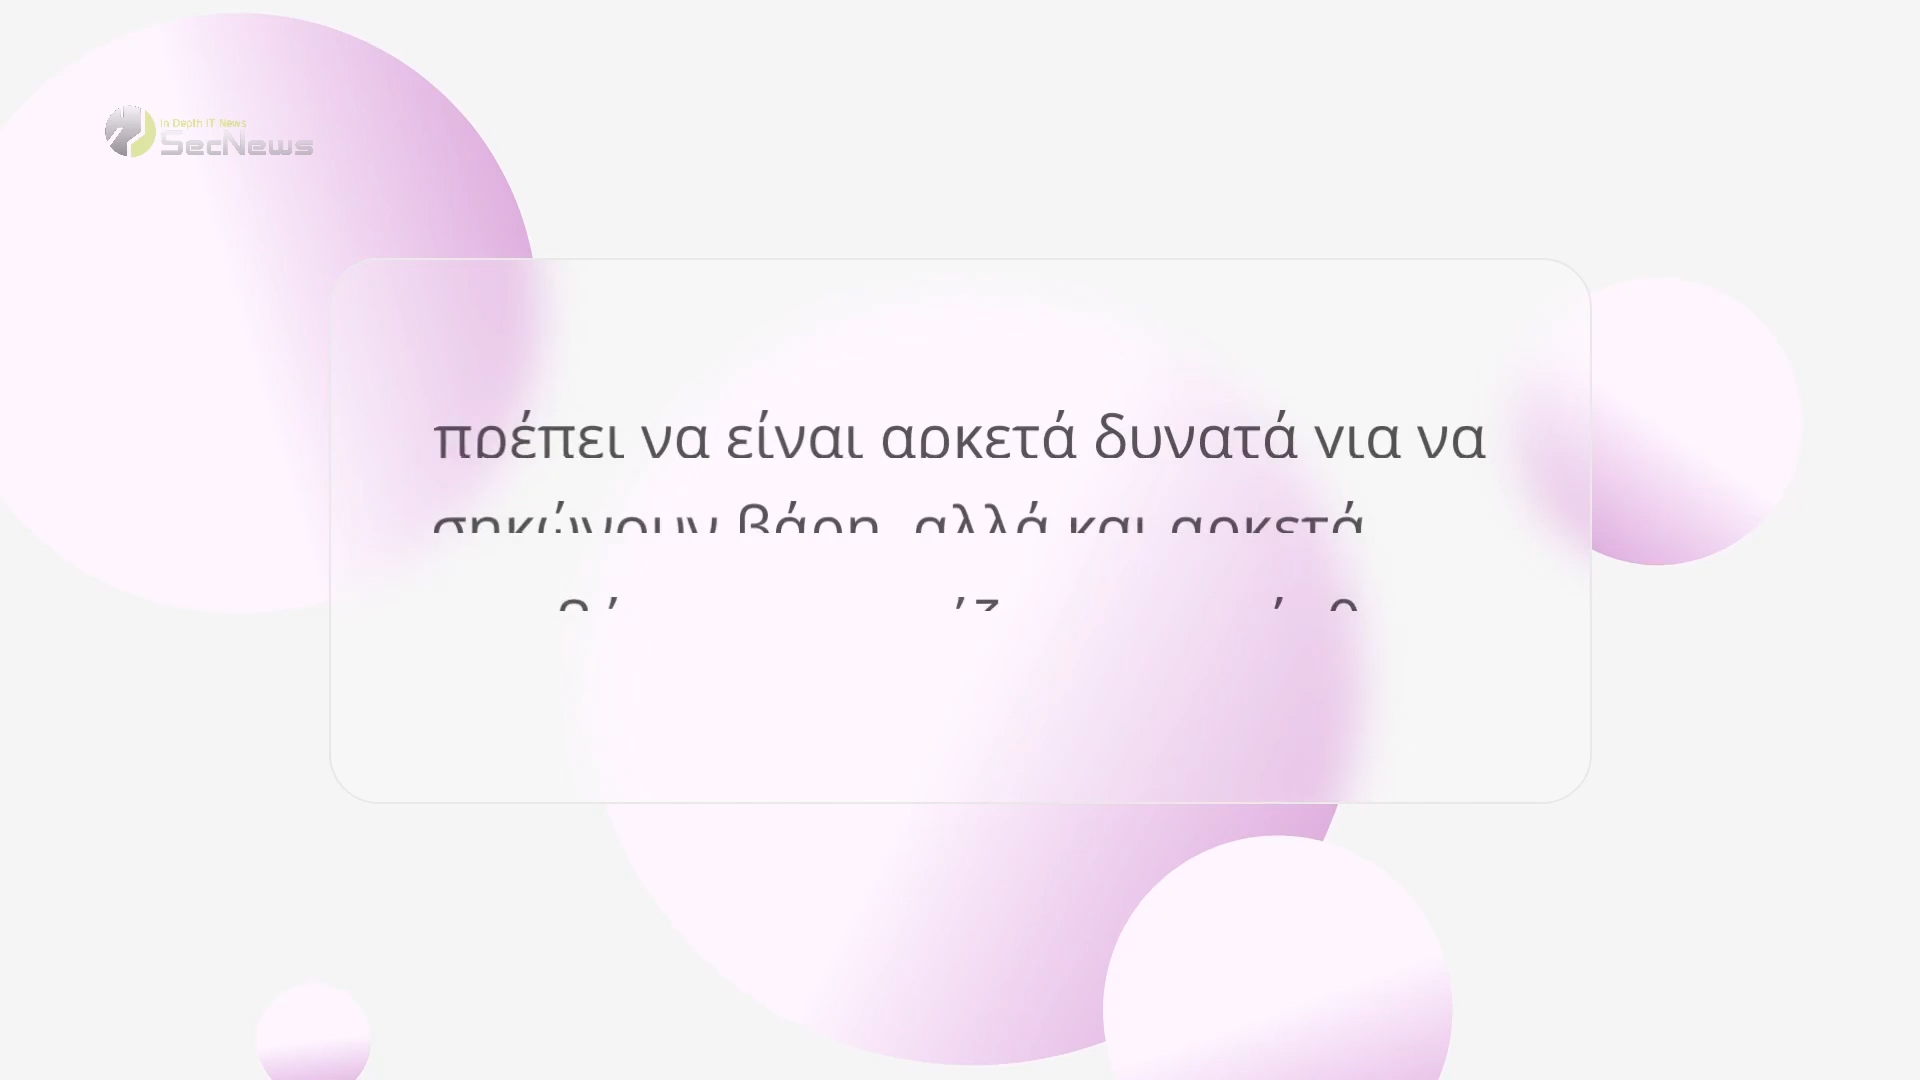 In Depth IT News
SecNews
πρέπει να είναι αρκετά δυνατά για να
σηκώνουν βάρη, αλλά και αρκετά